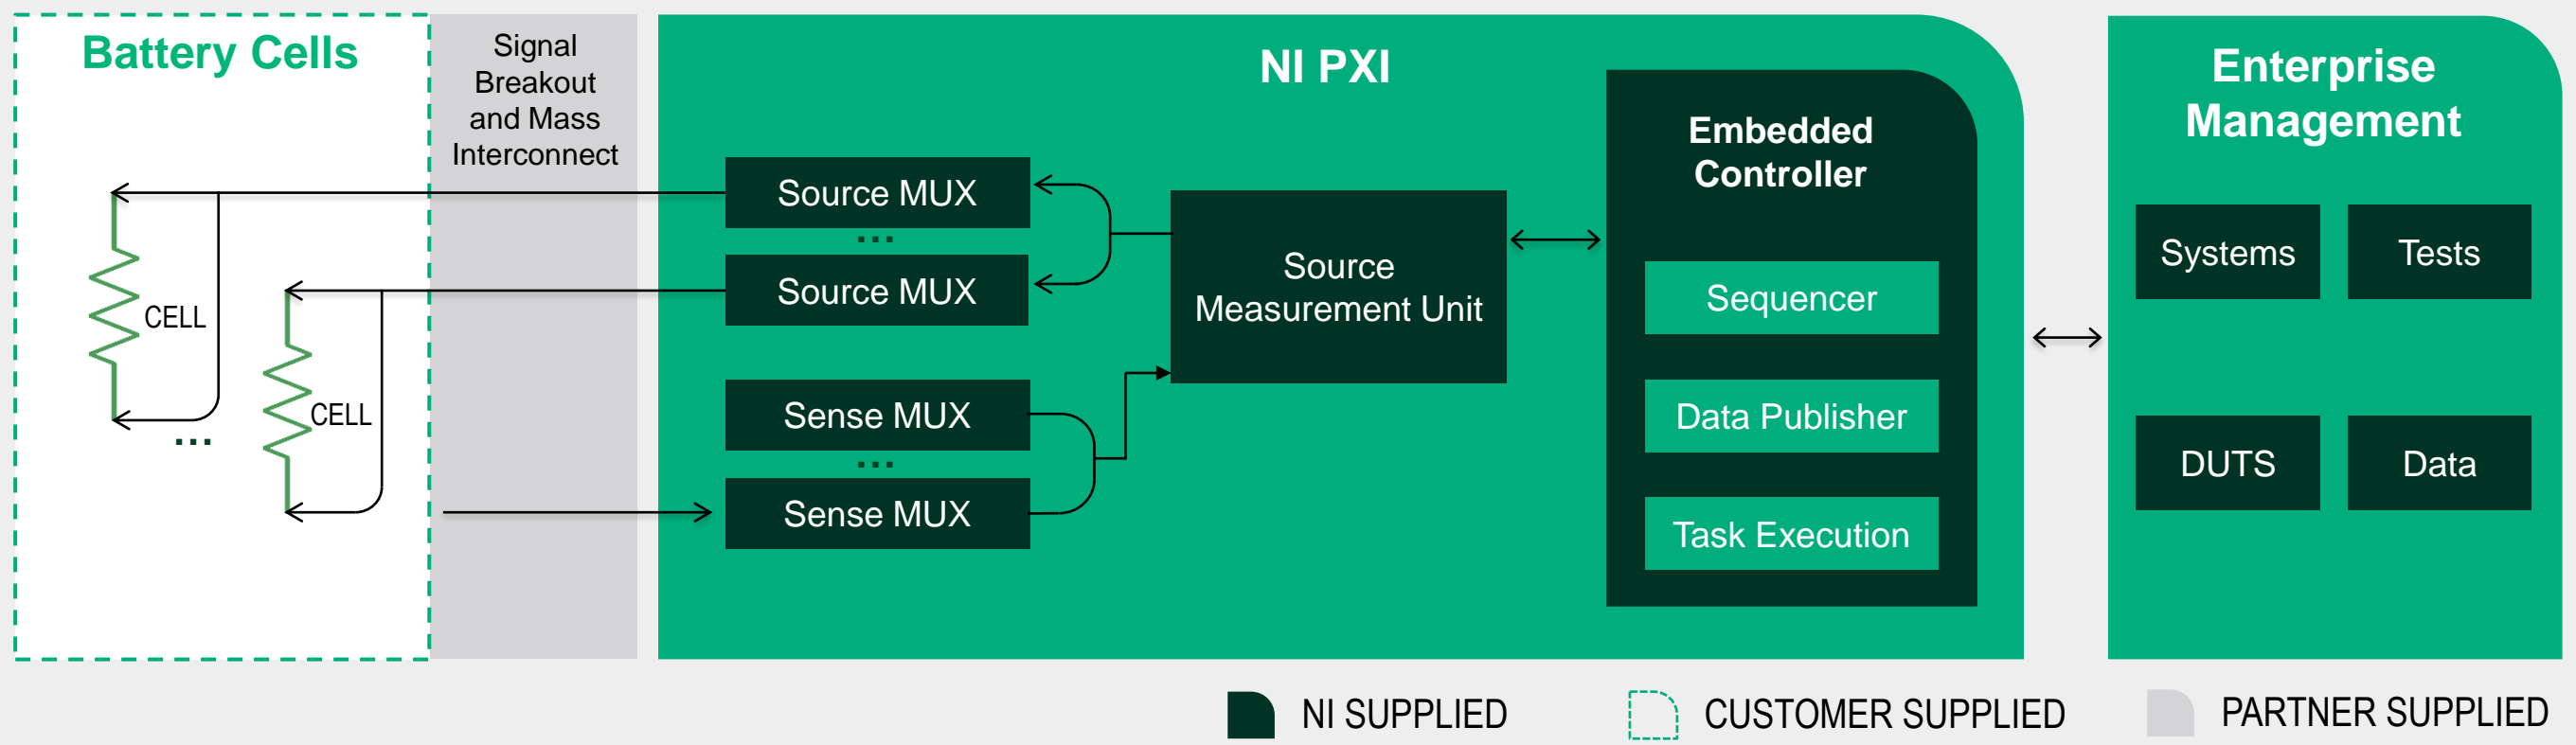 Battery Cells
Signal
Breakout
and Mass
Interconnect
CELL
CELL
...
NI PXI
Source MUX
...
Source MUX
Sense MUX
...
Sense MUX
Source
Measurement Unit
Embedded
Controller
Sequencer
Data Publisher
Task Execution
Enterprise
Management
Systems
Tests
DUTS
Data
NI SUPPLIED
CUSTOMER SUPPLIED
PARTNER SUPPLIED